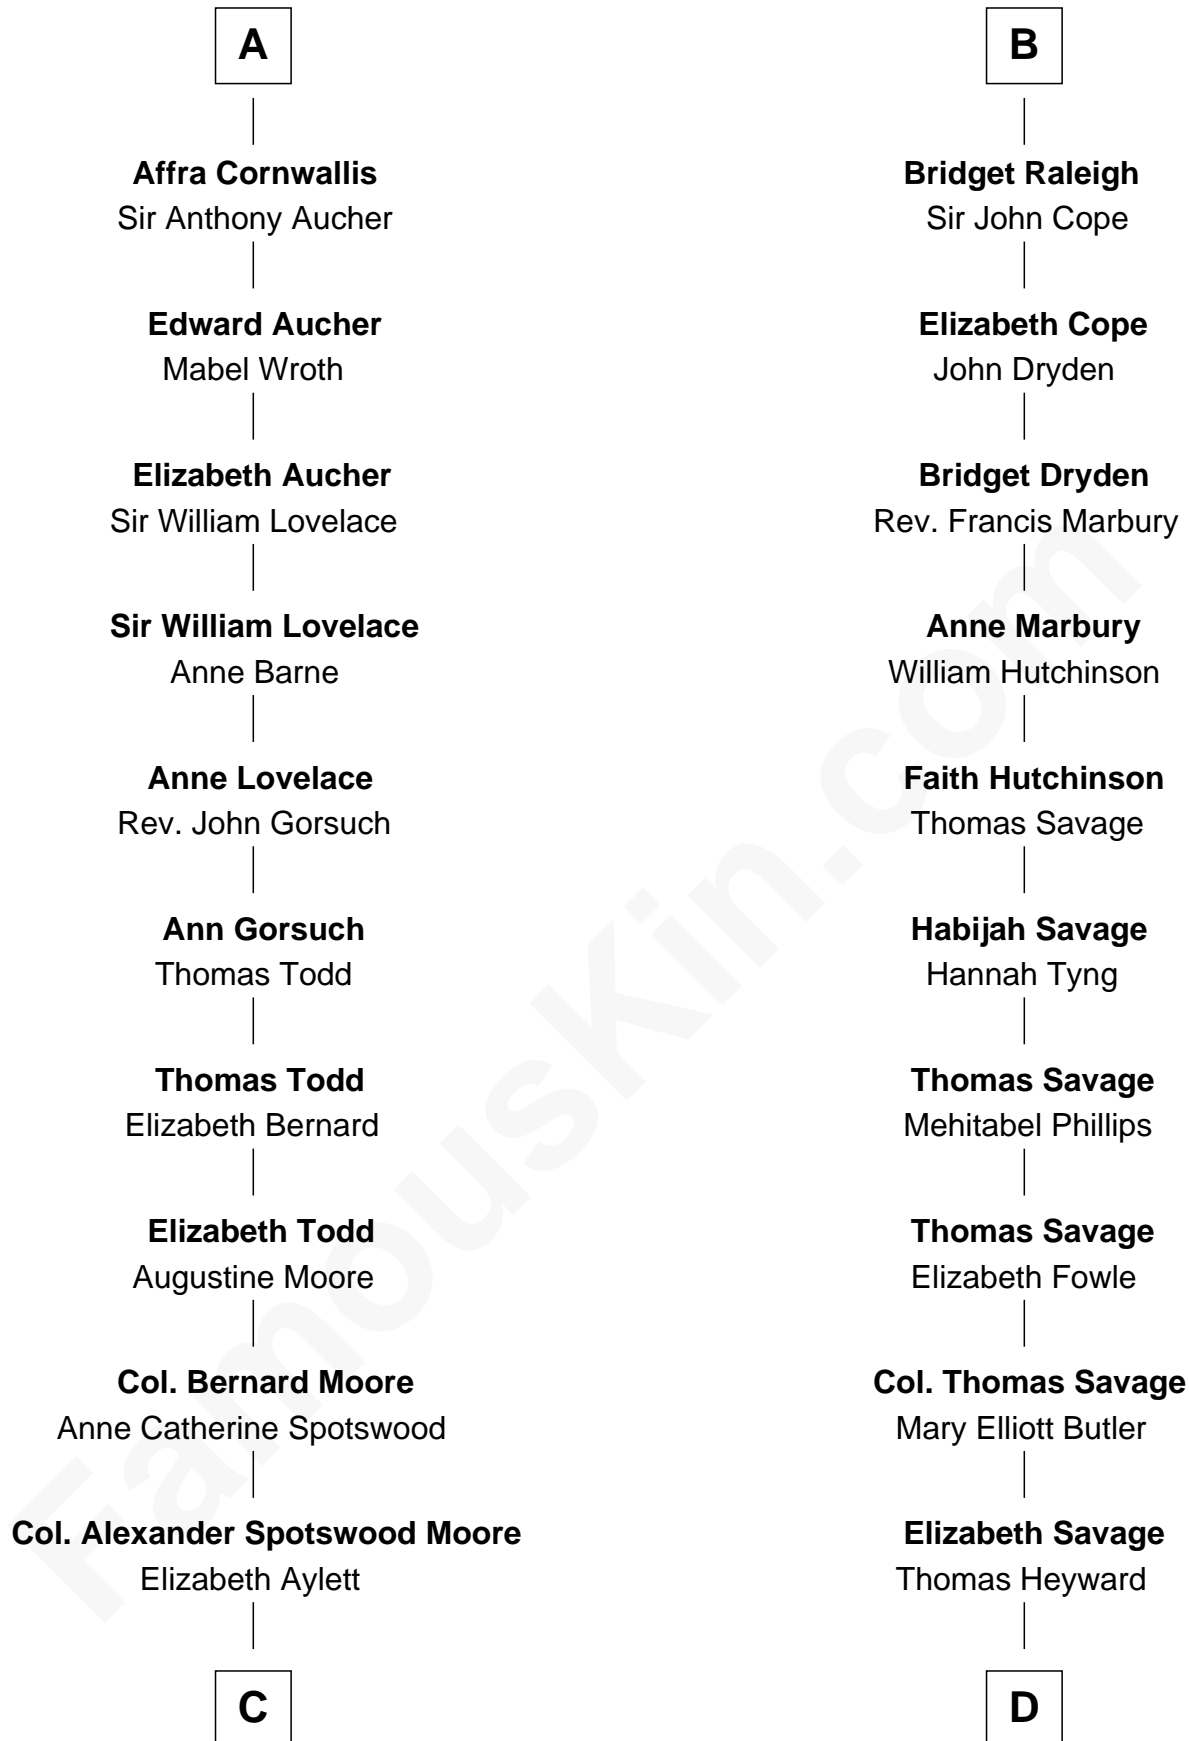 A
Affra Cornwallis
Sir Anthony Aucher
Edward Aucher
Mabel Wroth
Elizabeth Aucher
Sir William Lovelace
Sir William Lovelace
Anne Barne
Anne Lovelace
Rev. John Gorsuch
Ann Gorsuch
Thomas Todd
Thomas Todd
Elizabeth Bernard
Elizabeth Todd
Augustine Moore
Col. Bernard Moore
Anne Catherine Spotswood
Col. Alexander Spotswood Moore
Elizabeth Aylett
C
B
Bridget Raleigh
Sir John Cope
Elizabeth Cope
John Dryden
Bridget Dryden
Rev. Francis Marbury
Anne Marbury
William Hutchinson
Faith Hutchinson
Thomas Savage
Habijah Savage
Hannah Tyng
Thomas Savage
Mehitabel Phillips
Thomas Savage
Elizabeth Fowle
Col. Thomas Savage
Mary Elliott Butler
Elizabeth Savage
Thomas Heyward
D
FamousKin.com